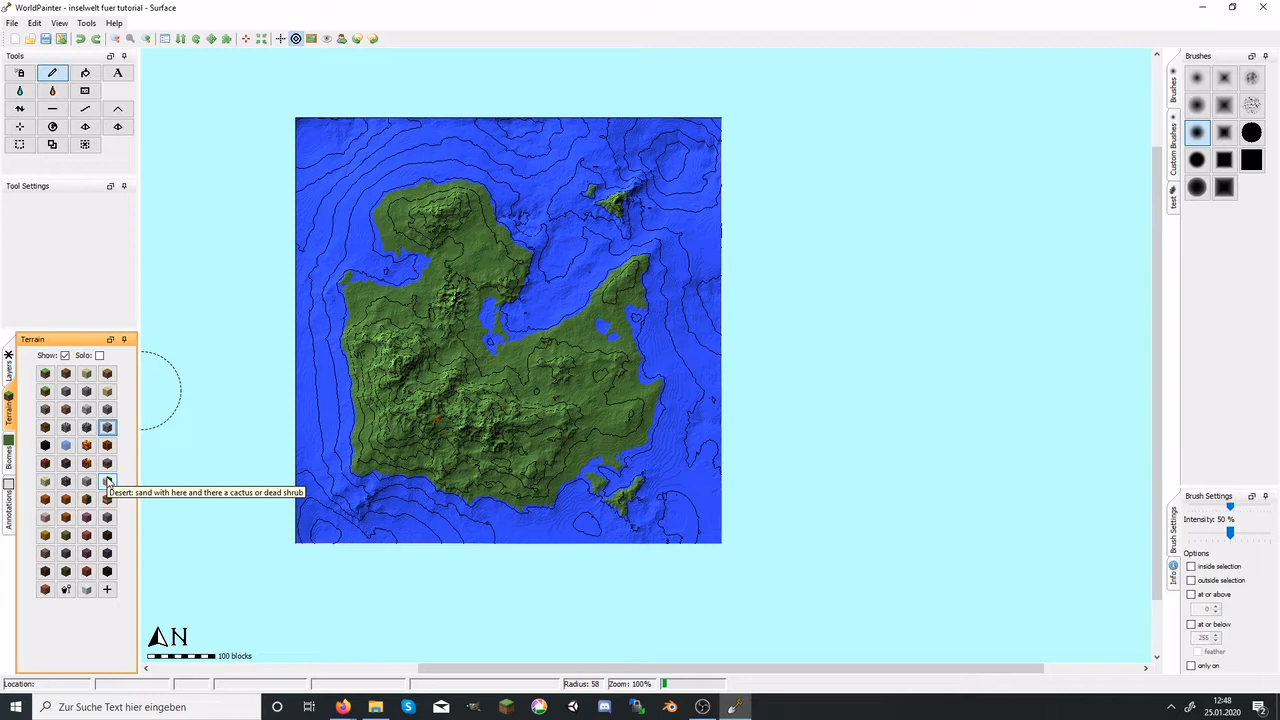 WorldPainter - inselwelt fuer tutorial - Surface
File Edit View Tools Help
Tools
A
Tool Settings
Terrain
Show: Solo:
Layers
Terrain
Biomes
Annotations
Desert: sand with here and there a cactus or dead shrub
N
100 blocks
Brushes
Brushes
Custom Brushes
test
Brush Settings
Brush Settings
Info
Intensity: 50 %
Options
inside selection
outside selection
at or above
0
at or below
255
feather
only on
Location:
Radius: 58
Zoom: 100%
Zur Suche Text hier eingeben
12:48
25.01.2020
2